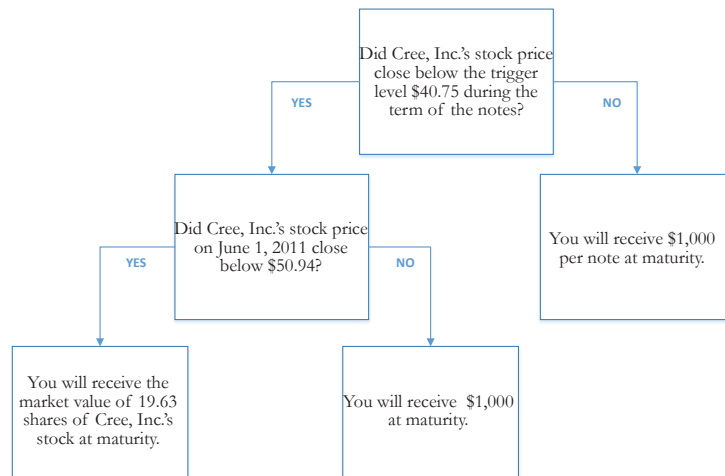 Did Cree, Inc.'s stock price
close below the trigger
level $40.75 during the
term of the notes?
YES
NO
Did Cree, Inc.'s stock price
on June 1, 2011 close
below $50.94?
You will receive $1,000
per note at maturity.
YES
NO
You will receive the
market value of 19.63
shares of Cree, Inc.'s
stock at maturity.
You will receive $1,000
at maturity.